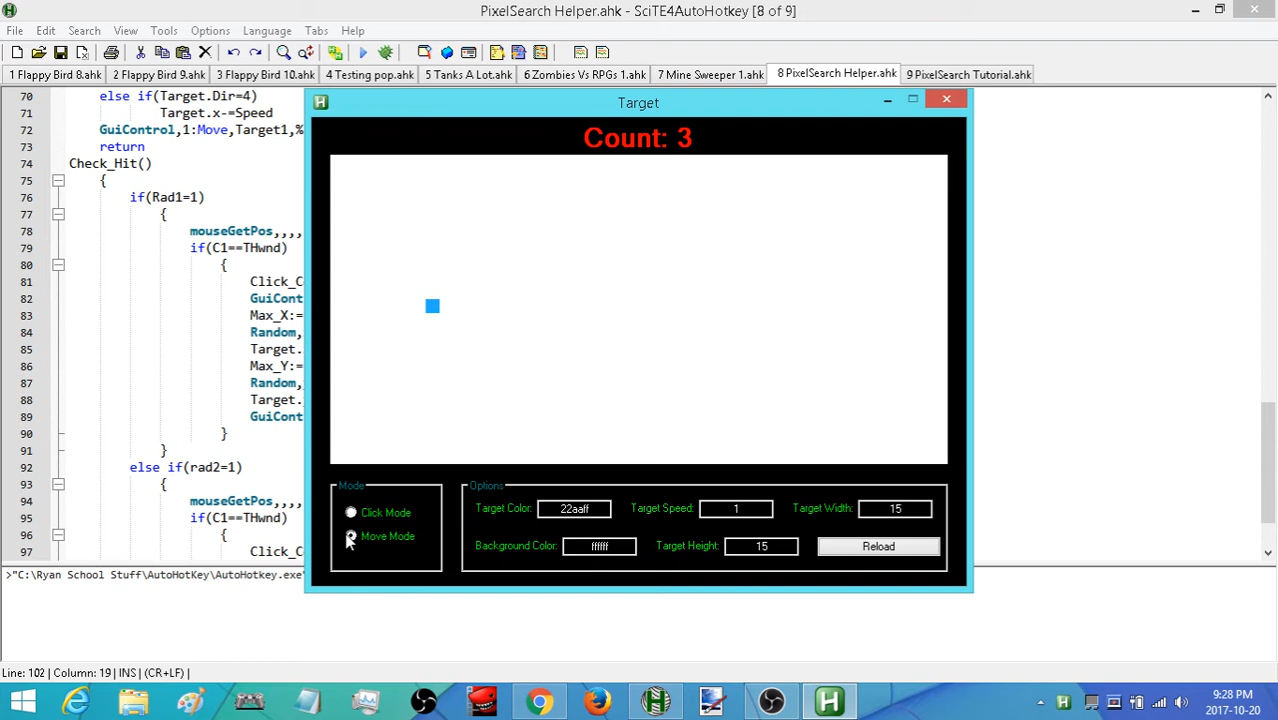 PixelSearch Helper.ahk - SciTE4AutoHotkey [8 of 9]
File Edit Search View Tools Options Language Tabs Help
1 Flappy Bird 8.ahk 2 Flappy Bird 9.ahk 3 Flappy Bird 10.ahk 4 Testing pop.ahk 5 Tanks A Lot.ahk 6 Zombies Vs RPGs 1.ahk 7 Mine Sweeper 1.ahk 8 PixelSearch Helper.ahk 9 PixelSearch Tutorial.ahk
70 else if(Target.Dir=4)
71 Target.x-=Speed
72 GuiControl,1:Move,Target1,%
73 return
74 Check_Hit()
75 {
76 if(Rad1=1)
77 {
78 mouseGetPos,,,,
79 if(C1==THwnd)
80 {
81 Click_C
82 GuiCont
83 Max_X:=
84 Random,
85 Target.
86 Max_Y:=
87 Random,
88 Target.
89 GuiCont
90 }
91 }
92 else if(rad2=1)
93 {
94 mouseGetPos,,,,
95 if(C1==THwnd)
96 {
97 Click_C
Target
Count: 3
Mode
Click Mode
Move Mode
Options
Target Color: 22aaff Target Speed: 1 Target Width: 15
Background Color: ffffff Target Height: 15 Reload
>"C:\Ryan School Stuff\AutoHotKey\AutoHotkey.exe"
Line: 102 | Column: 19 | INS | (CR+LF) |
9:28 PM
2017-10-20